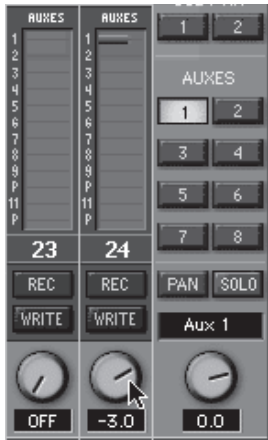 AUXES AUXES
1 1
2 2
3 3
4 4
5 5
6 6
7 7
8 8
9 9
P P
11 11
P P
23 24
REC REC
WRITE WRITE
OFF -3.0
1 2
AUXES
1 2
3 4
5 6
7 8
PAN SOLO
Aux 1
0.0